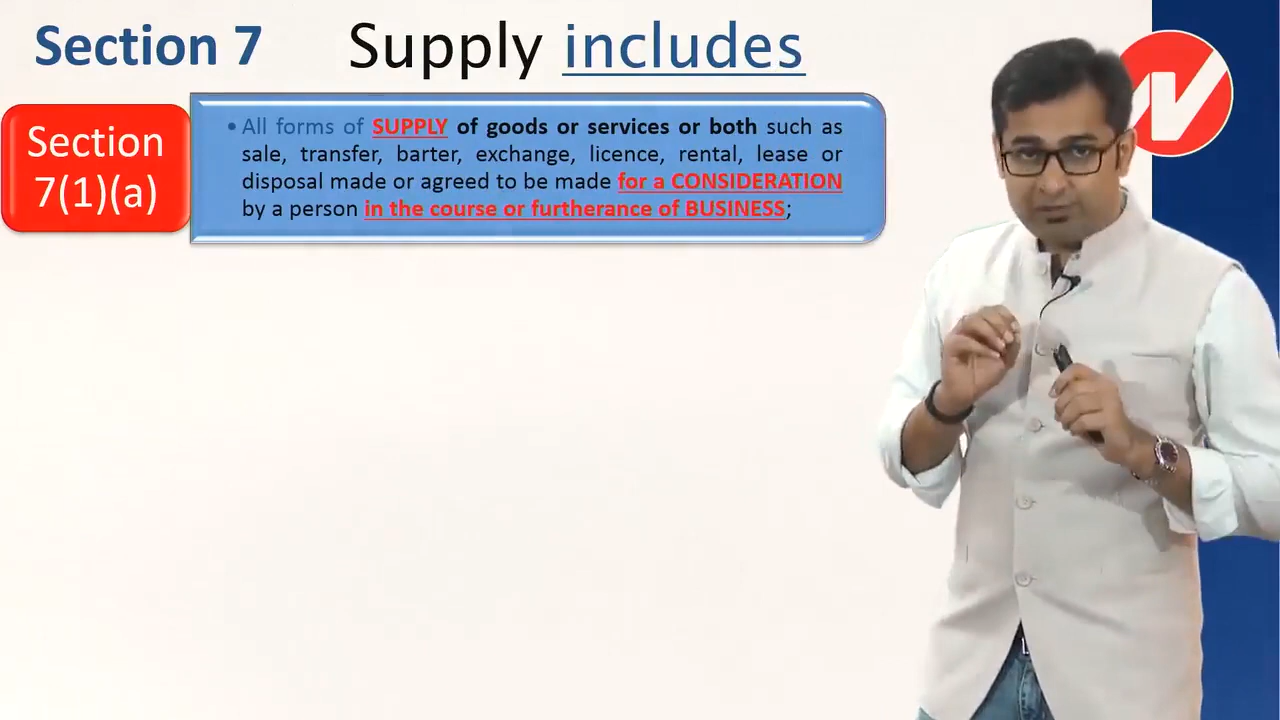 Section 7 Supply includes
Section
7(1)(a)
• All forms of SUPPLY of goods or services or both such as
sale, transfer, barter, exchange, licence, rental, lease or
disposal made or agreed to be made for a CONSIDERATION
by a person in the course or furtherance of BUSINESS;